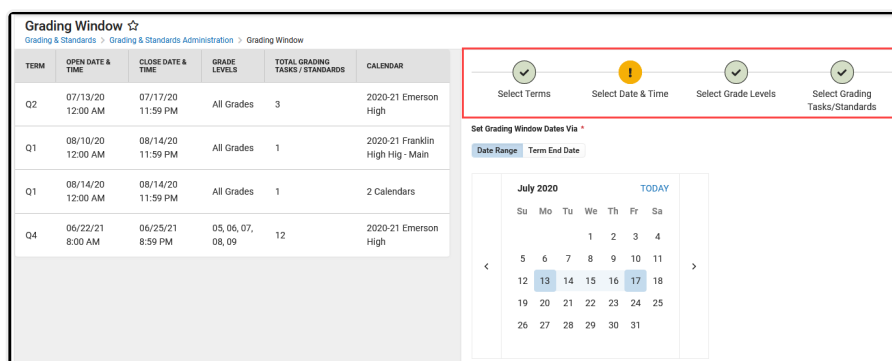 Grading Window
Grading & Standards > Grading & Standards Administration > Grading Window
TERM OPEN DATE & TIME CLOSE DATE & TIME GRADE LEVELS TOTAL GRADING TASKS / STANDARDS CALENDAR
Q2 07/13/20 12:00 AM 07/17/20 11:59 PM All Grades 3 2020-21 Emerson High
Q1 08/10/20 12:00 AM 08/14/20 11:59 PM All Grades 1 2020-21 Franklin High Hig - Main
Q1 08/14/20 12:00 AM 08/14/20 11:59 PM All Grades 1 2 Calendars
Q4 06/22/21 8:00 AM 06/25/21 8:59 PM 05, 06, 07, 08, 09 12 2020-21 Emerson High
Select Terms
Select Date & Time
Select Grade Levels
Select Grading Tasks/Standards
Set Grading Window Dates Via *
Date Range Term End Date
July 2020 TODAY
Su Mo Tu We Th Fr Sa
1 2 3 4
5 6 7 8 9 10 11
12 13 14 15 16 17 18
19 20 21 22 23 24 25
26 27 28 29 30 31